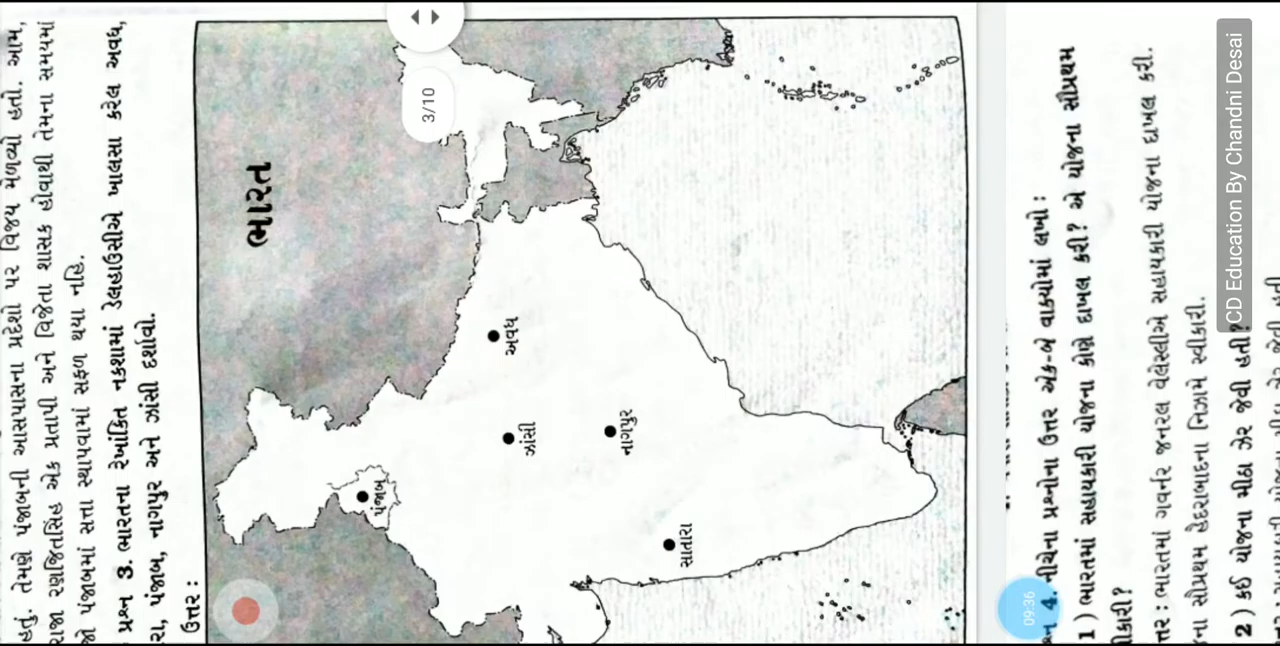 હતું. તેમણે પંજાબની આસપાસના પ્રદેશો પર વિજય મેળવ્યો હતો. આમ,
રણજિતસિંહ એક પ્રતાપી અને વિજેતા શાસક હોવાથી તેમના સમયમાં
પંજાબમાં સત્તા સ્થાપવામાં સફળ થયા નહિ.
પ્રશ્ન 3. ભારતના રેખાંકિત નકશામાં ડેલહાઉસીએ ખાલસા કરેલ અવધ,
પંજાબ, નાગપુર અને ઝાંસી દર્શાવો.
ઉત્તર :
ભારત
3/10
પંજાબ
અવધ
ઝાંસી
નાગપુર
સતારા
09:36
4. નીચેના પ્રશ્નોના ઉત્તર એક-બે વાક્યોમાં લખો :
1) ભારતમાં સહાયકારી યોજના કોણે દાખલ કરી? એ યોજના સૌપ્રથમ
: ભારતમાં ગવર્નર જનરલ વેલેસ્લીએ સહાયકારી યોજના દાખલ કરી.
સૌપ્રથમ હૈદરાબાદના નિઝામે સ્વીકારી.
2) કઈ યોજના મીઠા ઝેર જેવી હતી?
CD Education By Chandni Desai